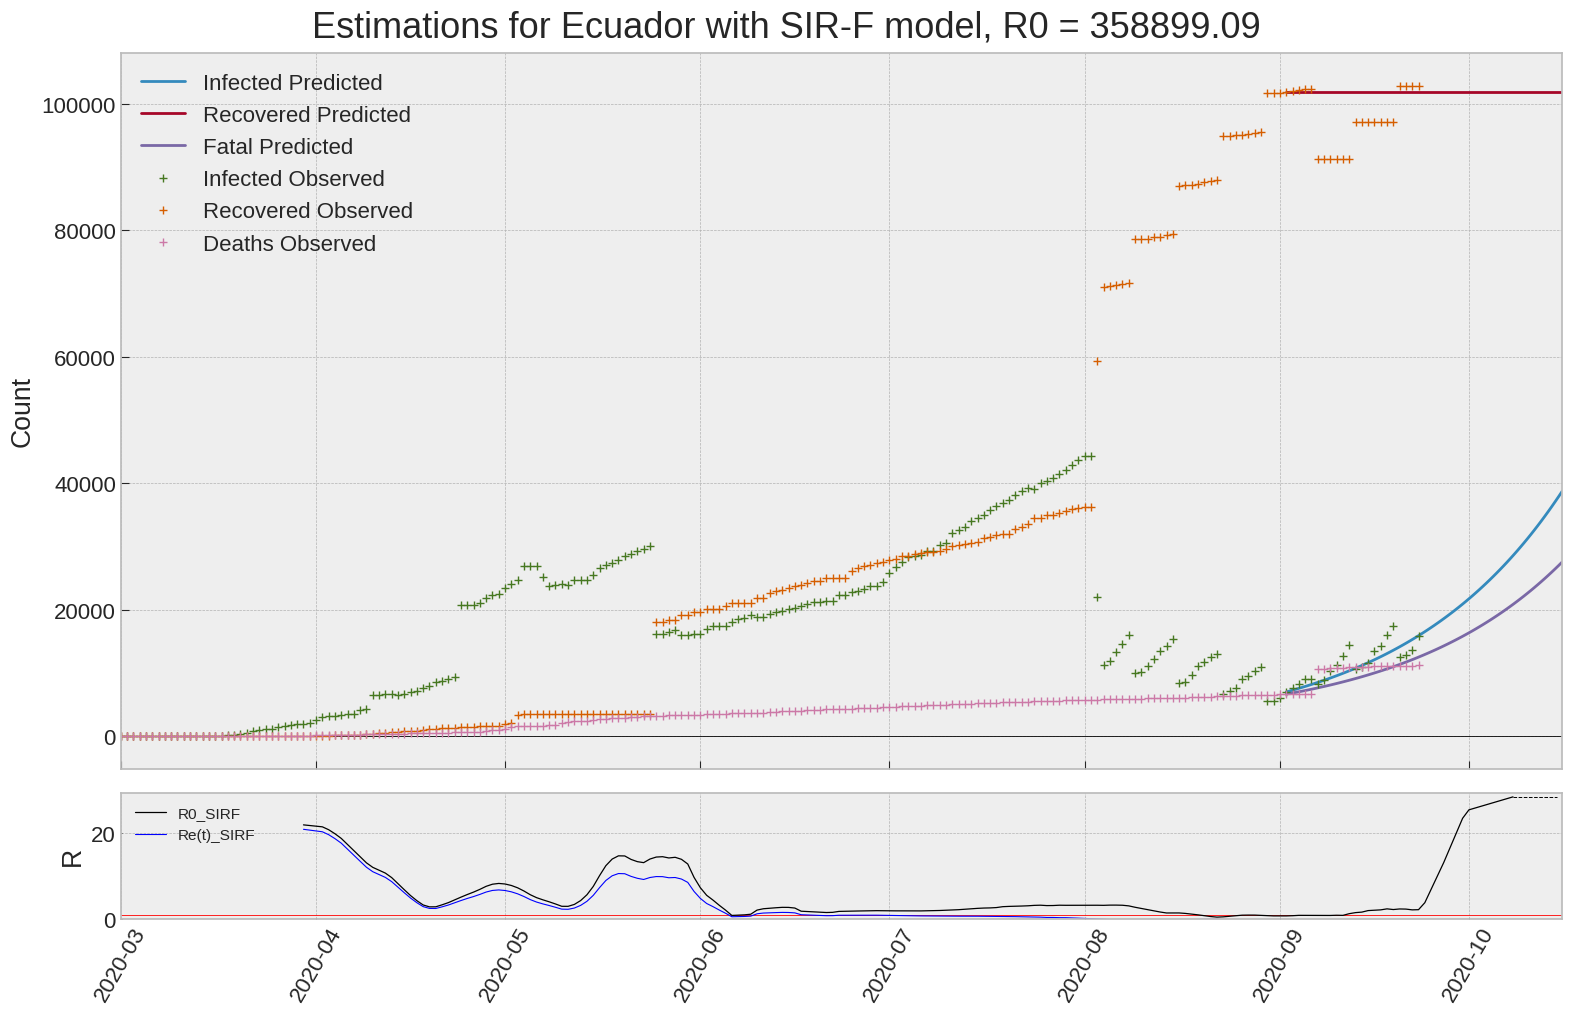 Estimations for Ecuador with SIR-F model, R0 = 358899.09
Infected Predicted
Recovered Predicted
Fatal Predicted
Infected Observed
Recovered Observed
Deaths Observed
100000
80000
60000
40000
20000
0
Count
R0_SIRF
Re(t)_SIRF
20
0
R
2020-03
2020-04
2020-05
2020-06
2020-07
2020-08
2020-09
2020-10